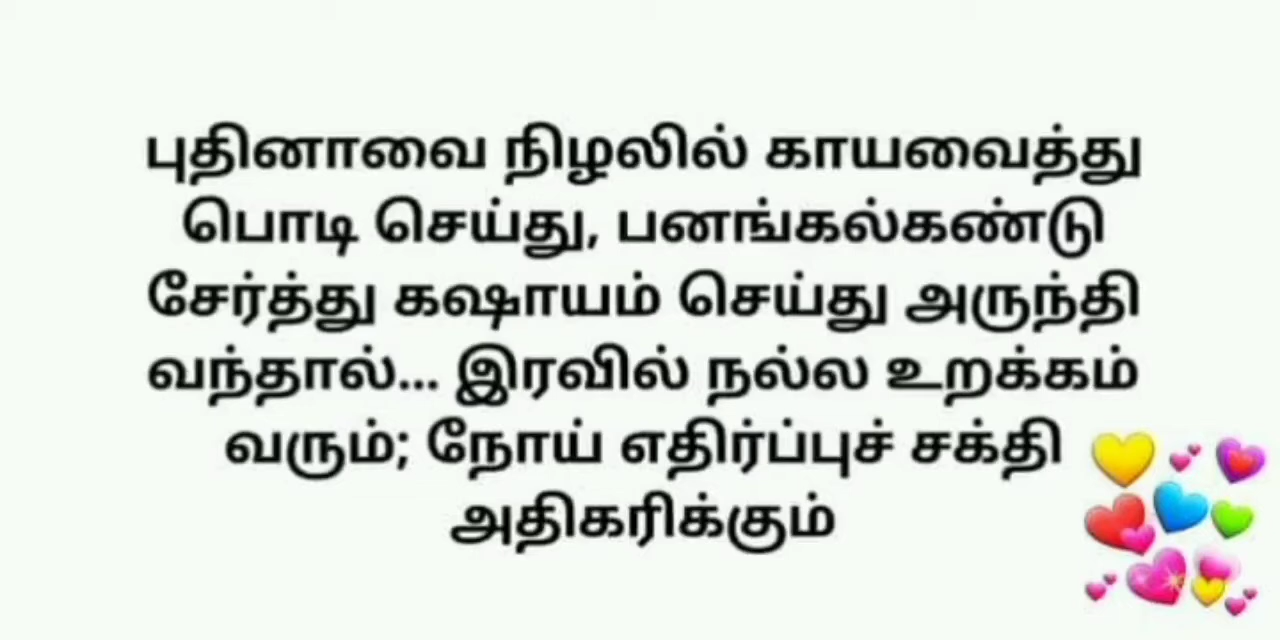 புதினாவை நிழலில் காயவைத்து
பொடி செய்து, பனங்கல்கண்டு
சேர்த்து கஷாயம் செய்து அருந்தி
வந்தால்... இரவில் நல்ல உறக்கம்
வரும்; நோய் எதிர்ப்புச் சக்தி
அதிகரிக்கும்